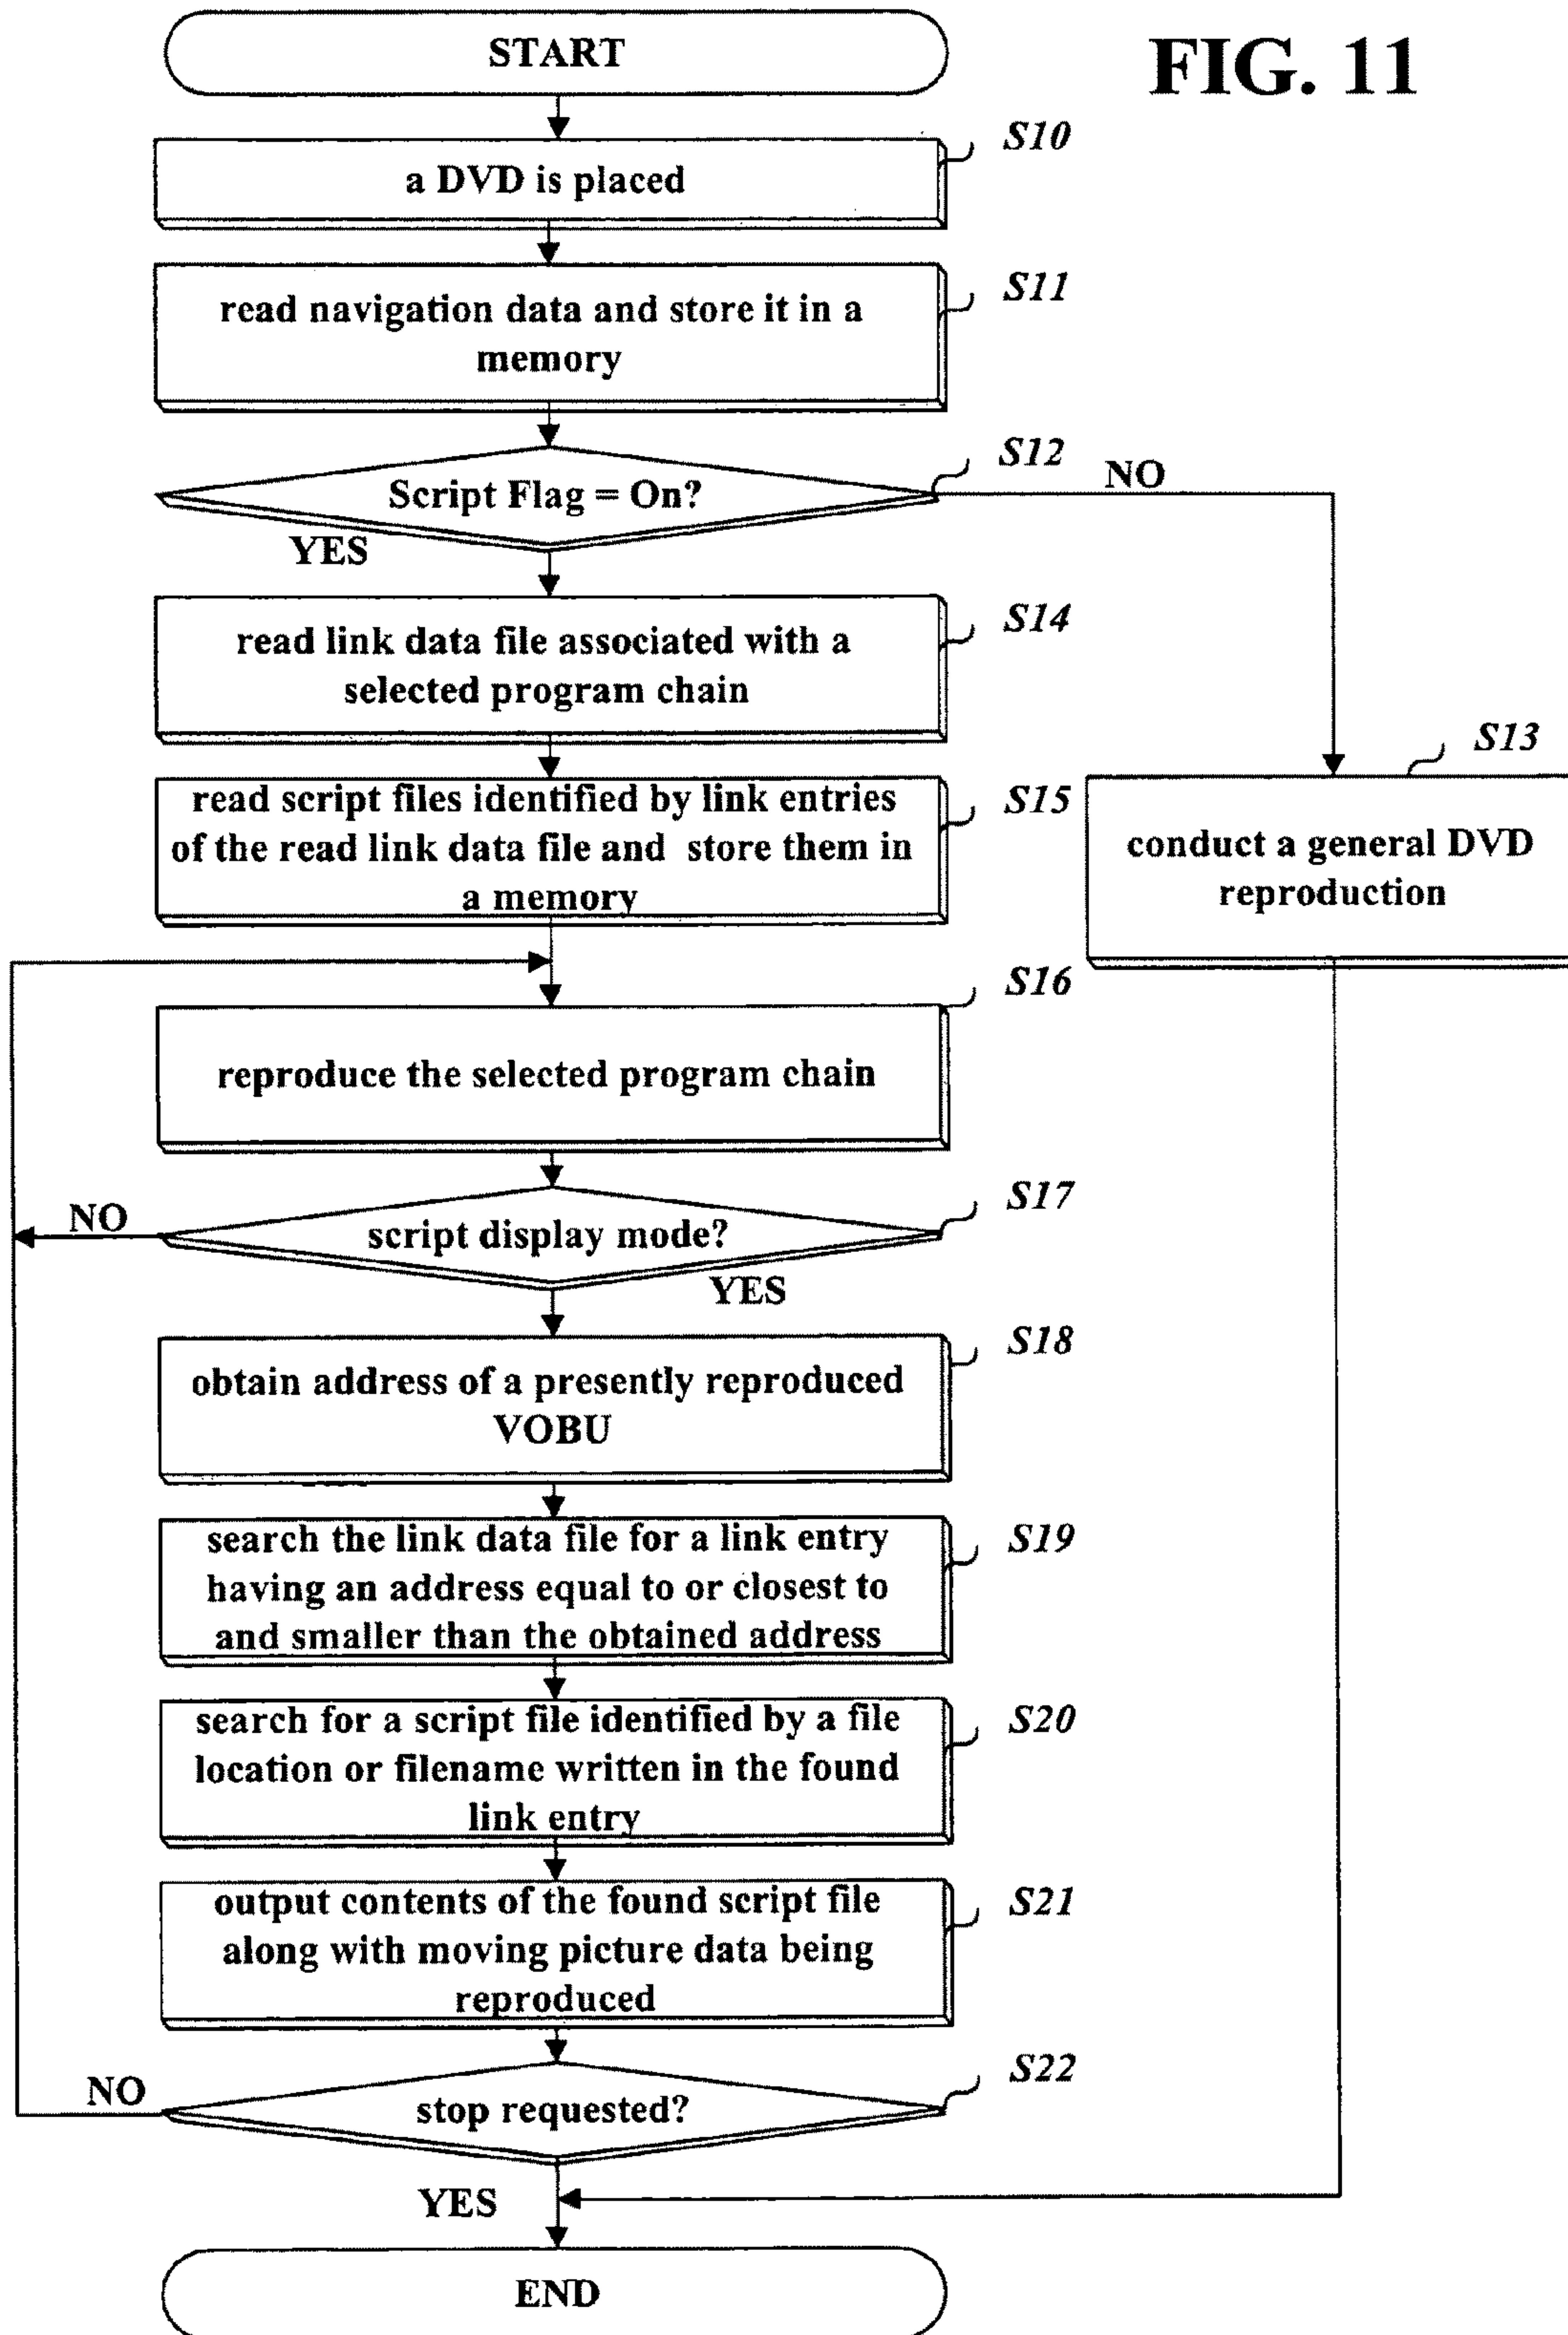 FIG. 11
START
S10
a DVD is placed
S11
read navigation data and store it in a
memory
S12
Script Flag = On?
NO
YES
S14
read link data file associated with a
selected program chain
S13
conduct a general DVD
reproduction
S15
read script files identified by link entries
of the read link data file and store them in
a memory
S16
reproduce the selected program chain
S17
script display mode?
NO
YES
S18
obtain address of a presently reproduced
VOBU
S19
search the link data file for a link entry
having an address equal to or closest to
and smaller than the obtained address
S20
search for a script file identified by a file
location or filename written in the found
link entry
S21
output contents of the found script file
along with moving picture data being
reproduced
S22
stop requested?
NO
YES
END